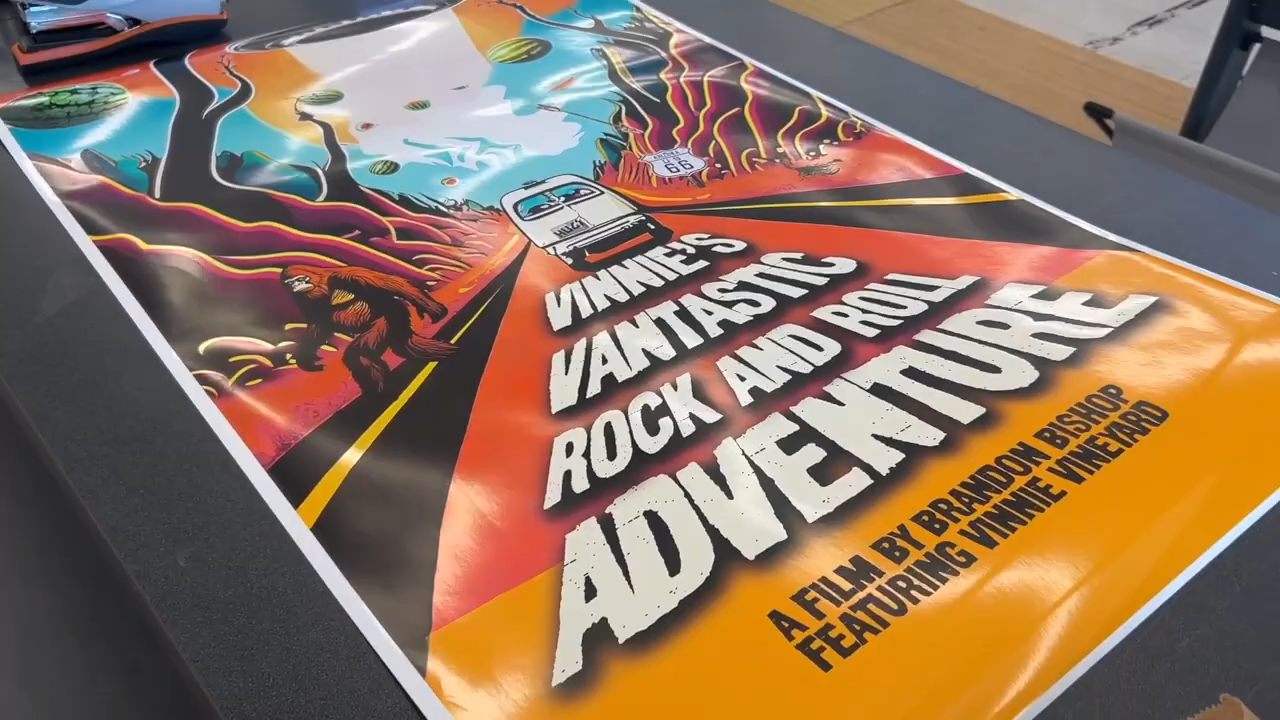 66
VINNIE'S
VANTASTIC
ROCK AND ROLL
ADVENTURE
A FILM BY BRANDON BISHOP
FEATURING VINNIE VINEYARD